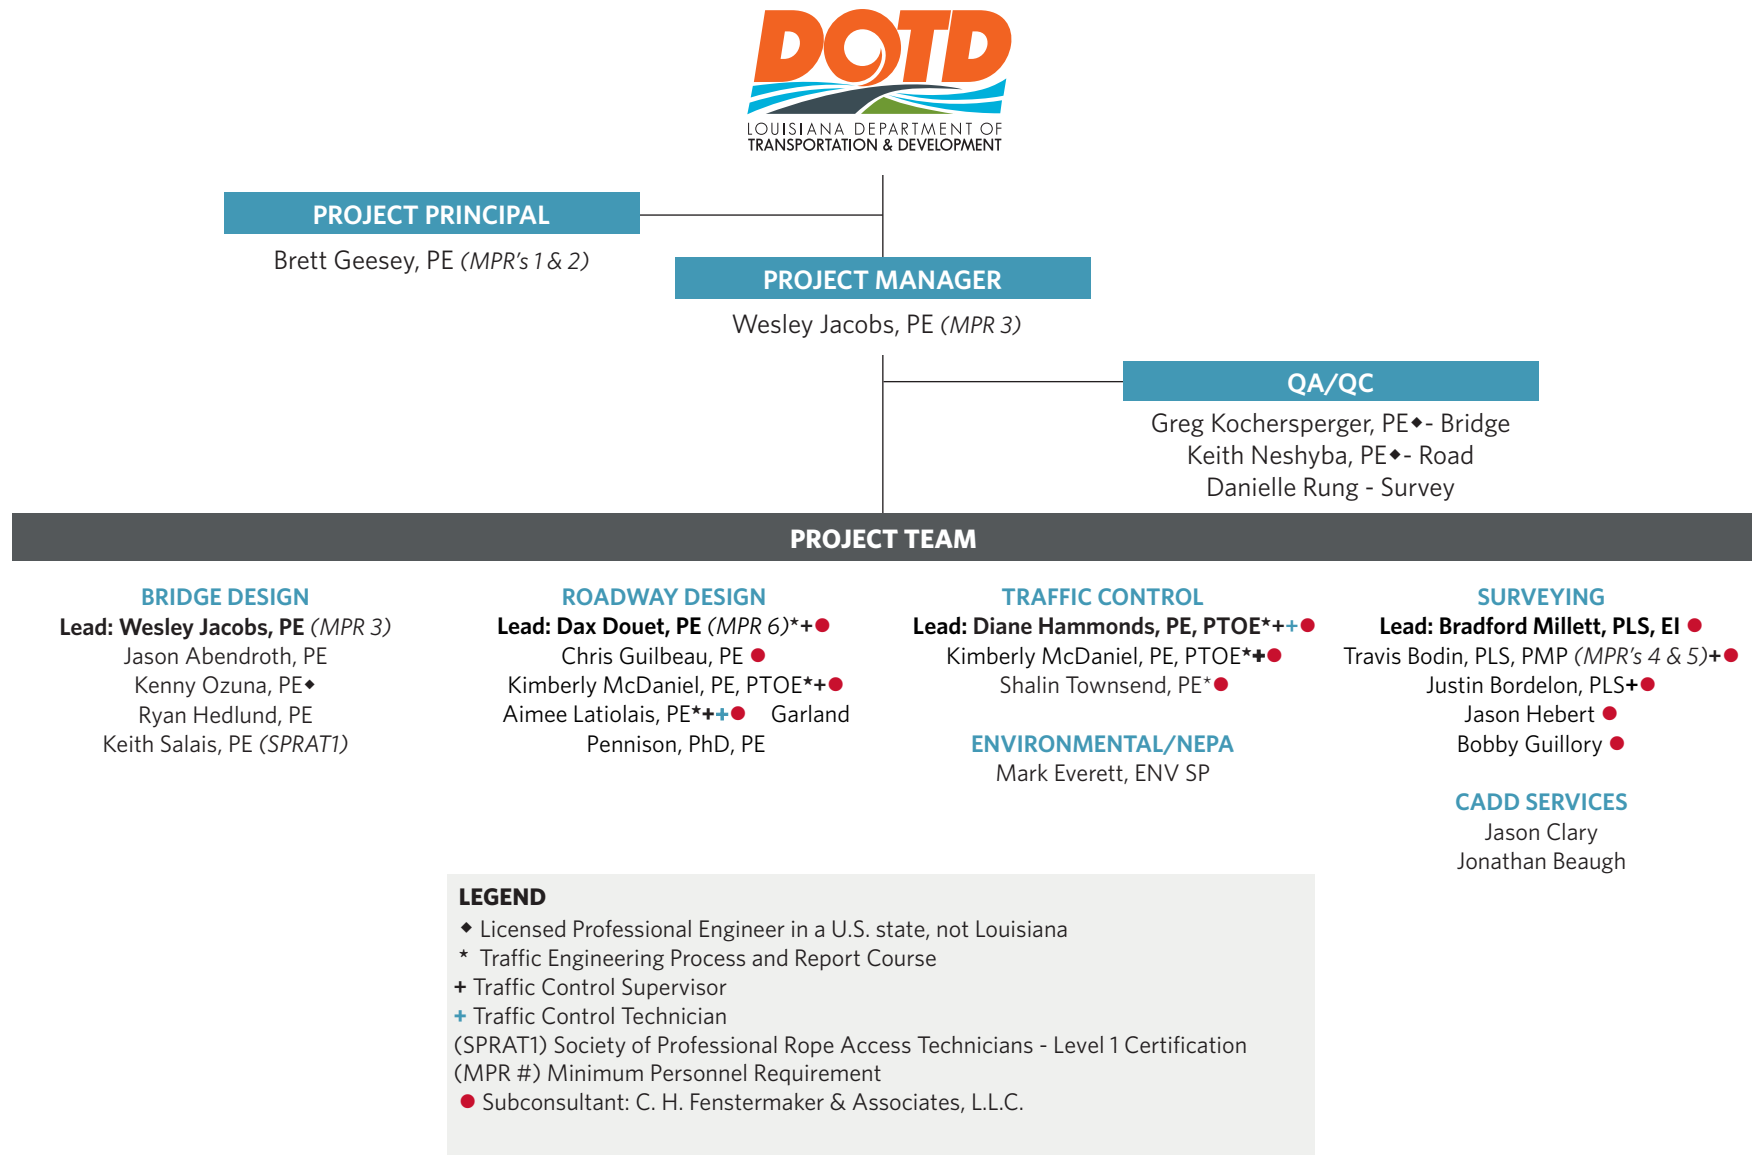 DOTD
LOUISIANA DEPARTMENT OF
TRANSPORTATION & DEVELOPMENT
PROJECT PRINCIPAL
Brett Geesey, PE (MPR's 1 & 2)
PROJECT MANAGER
Wesley Jacobs, PE (MPR 3)
QA/QC
Greg Kochersperger, PE◆- Bridge
Keith Neshyba, PE◆- Road
Danielle Rung - Survey
PROJECT TEAM
BRIDGE DESIGN
Lead: Wesley Jacobs, PE (MPR 3)
Jason Abendroth, PE
Kenny Ozuna, PE◆
Ryan Hedlund, PE
Keith Salais, PE (SPRAT1)
ROADWAY DESIGN
Lead: Dax Douet, PE (MPR 6)*+●
Chris Guilbeau, PE ●
Kimberly McDaniel, PE, PTOE*+●
Aimee Latiolais, PE*++● Garland
Pennison, PhD, PE
TRAFFIC CONTROL
Lead: Diane Hammonds, PE, PTOE*++●
Kimberly McDaniel, PE, PTOE*+●
Shalin Townsend, PE*●
ENVIRONMENTAL/NEPA
Mark Everett, ENV SP
SURVEYING
Lead: Bradford Millett, PLS, EI ●
Travis Bodin, PLS, PMP (MPR's 4 & 5)+●
Justin Bordelon, PLS+●
Jason Hebert ●
Bobby Guillory ●
CADD SERVICES
Jason Clary
Jonathan Beaugh
LEGEND
◆ Licensed Professional Engineer in a U.S. state, not Louisiana
* Traffic Engineering Process and Report Course
+ Traffic Control Supervisor
+ Traffic Control Technician
(SPRAT1) Society of Professional Rope Access Technicians - Level 1 Certification
(MPR #) Minimum Personnel Requirement
● Subconsultant: C. H. Fenstermaker & Associates, L.L.C.